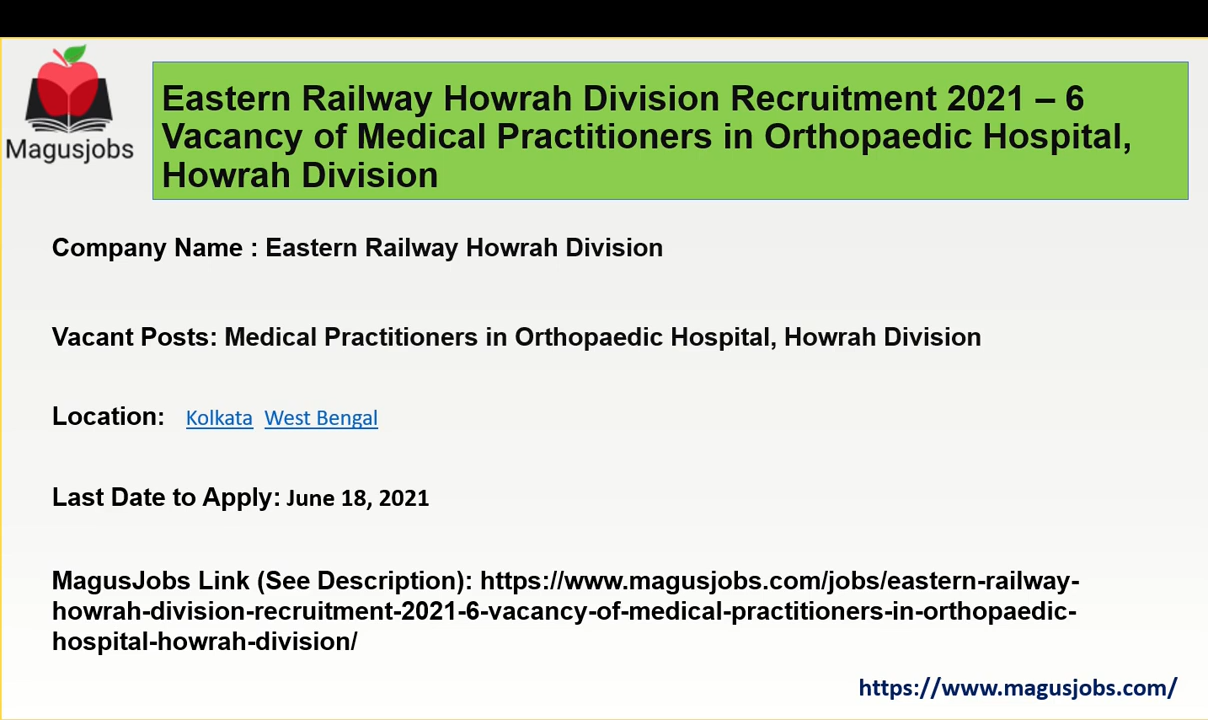 Magusjobs
Eastern Railway Howrah Division Recruitment 2021 – 6
Vacancy of Medical Practitioners in Orthopaedic Hospital,
Howrah Division
Company Name : Eastern Railway Howrah Division
Vacant Posts: Medical Practitioners in Orthopaedic Hospital, Howrah Division
Location: Kolkata West Bengal
Last Date to Apply: June 18, 2021
MagusJobs Link (See Description): https://www.magusjobs.com/jobs/eastern-railway-
howrah-division-recruitment-2021-6-vacancy-of-medical-practitioners-in-orthopaedic-
hospital-howrah-division/
https://www.magusjobs.com/